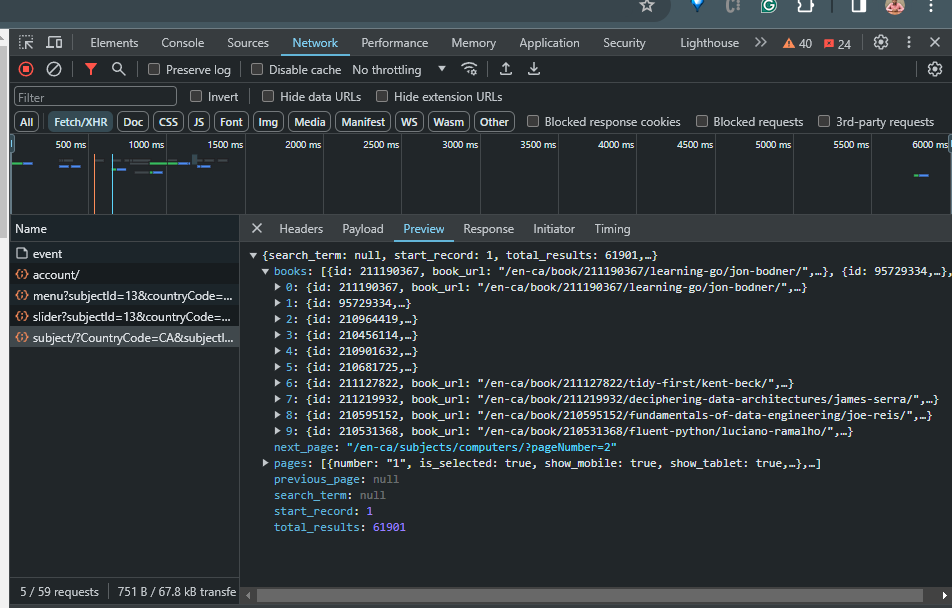 Elements Console Sources Network Performance Memory Application Security Lighthouse 40 24
Preserve log Disable cache No throttling
Filter Invert Hide data URLs Hide extension URLs
All Fetch/XHR Doc CSS JS Font Img Media Manifest WS Wasm Other Blocked response cookies Blocked requests 3rd-party requests
500 ms 1000 ms 1500 ms 2000 ms 2500 ms 3000 ms 3500 ms 4000 ms 4500 ms 5000 ms 5500 ms 6000 ms
Name Headers Payload Preview Response Initiator Timing
event
account/
menu?subjectId=13&countryCode=...
slider?subjectId=13&countryCode=...
subject/?CountryCode=CA&subjectI...
{search_term: null, start_record: 1, total_results: 61901,…}
books: [{id: 211190367, book_url: "/en-ca/book/211190367/learning-go/jon-bodner/",…}, {id: 95729334,…},
0: {id: 211190367, book_url: "/en-ca/book/211190367/learning-go/jon-bodner/",…}
1: {id: 95729334,…}
2: {id: 210964419,…}
3: {id: 210456114,…}
4: {id: 210901632,…}
5: {id: 210681725,…}
6: {id: 211127822, book_url: "/en-ca/book/211127822/tidy-first/kent-beck/",…}
7: {id: 211219932, book_url: "/en-ca/book/211219932/deciphering-data-architectures/james-serra/",…}
8: {id: 210595152, book_url: "/en-ca/book/210595152/fundamentals-of-data-engineering/joe-reis/",…}
9: {id: 210531368, book_url: "/en-ca/book/210531368/fluent-python/luciano-ramalho/",…}
next_page: "/en-ca/subjects/computers/?pageNumber=2"
pages: [{number: "1", is_selected: true, show_mobile: true, show_tablet: true,…},…]
previous_page: null
search_term: null
start_record: 1
total_results: 61901
5 / 59 requests 751 B / 67.8 kB transfe